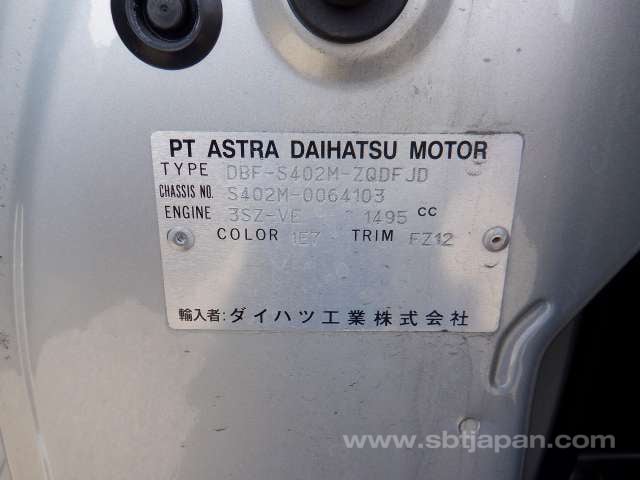 PT ASTRA DAIHATSU MOTOR
TYPE DBF-S402M-ZQDFJD
CHASSIS NO. S402M-0064103
ENGINE 3SZ-VE 1495 cc
COLOR 1E7 TRIM FZ12
輸入者:ダイハツ工業株式会社
www.sbtjapan.com